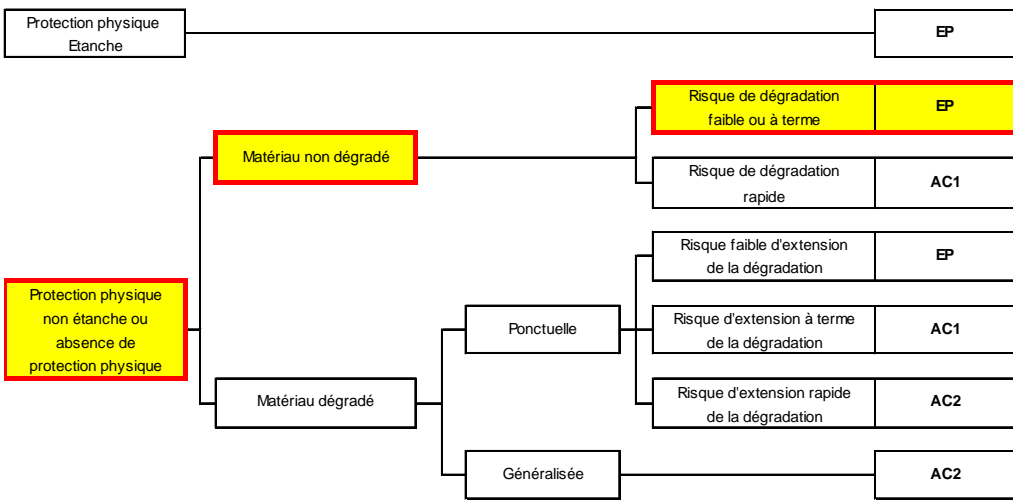 Protection physique
Etanche
EP
Risque de dégradation
faible ou à terme
EP
Matériau non dégradé
Risque de dégradation
rapide
AC1
Risque faible d'extension
de la dégradation
EP
Protection physique
non étanche ou
absence de
protection physique
Ponctuelle
Risque d'extension à terme
de la dégradation
AC1
Matériau dégradé
Risque d'extension rapide
de la dégradation
AC2
Généralisée
AC2